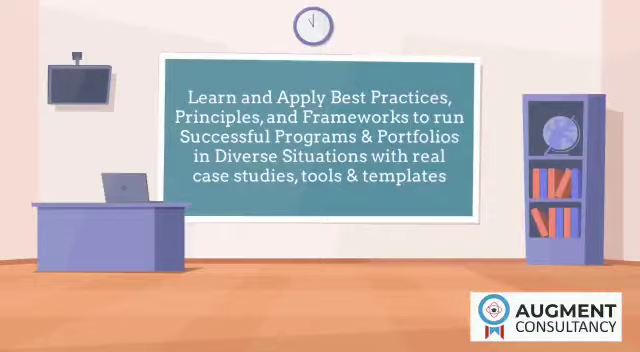 Learn and Apply Best Practices,
Principles, and Frameworks to run
Successful Programs & Portfolios
in Diverse Situations with real
case studies, tools & templates
AUGMENT
CONSULTANCY